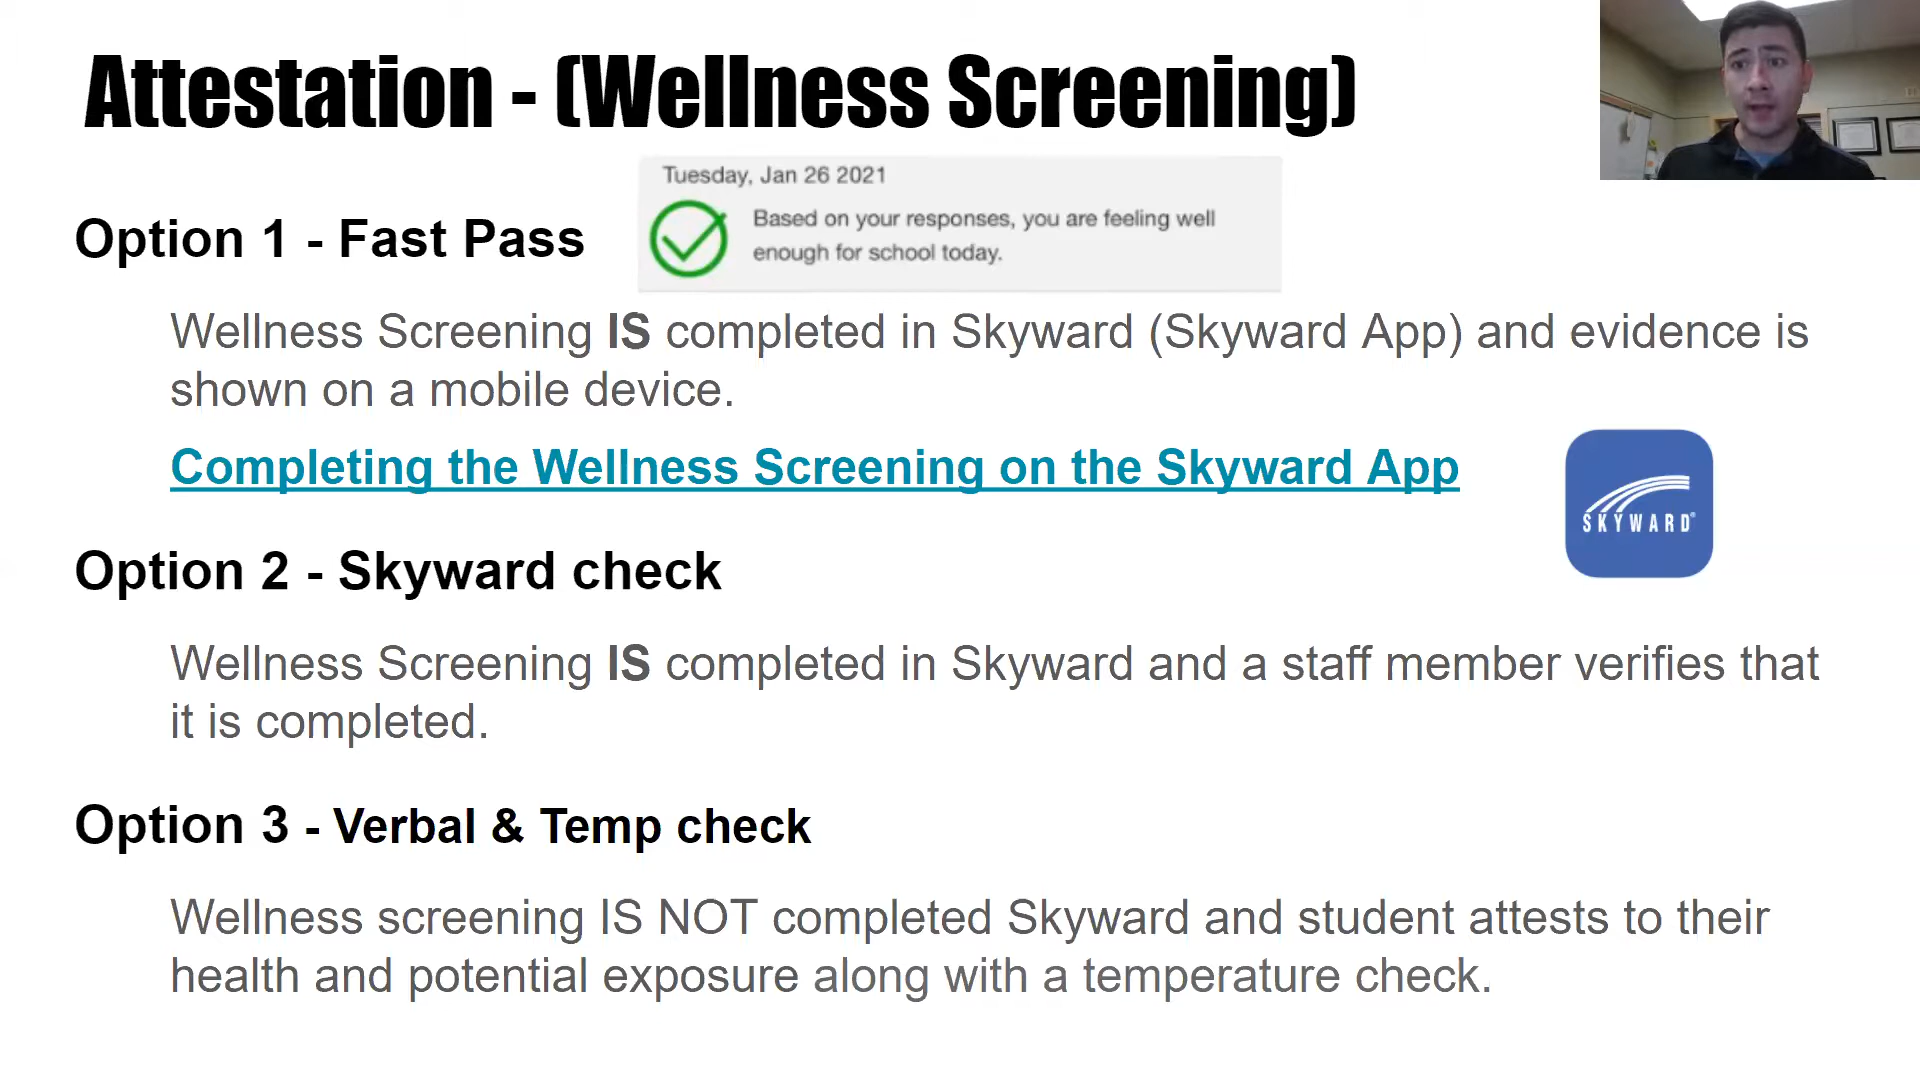 Attestation - (Wellness Screening)
Tuesday, Jan 26 2021
Option 1 - Fast Pass
Based on your responses, you are feeling well
enough for school today.
Wellness Screening IS completed in Skyward (Skyward App) and evidence is
shown on a mobile device.
Completing the Wellness Screening on the Skyward App
SKYWARD®
Option 2 - Skyward check
Wellness Screening IS completed in Skyward and a staff member verifies that
it is completed.
Option 3 - Verbal & Temp check
Wellness screening IS NOT completed Skyward and student attests to their
health and potential exposure along with a temperature check.